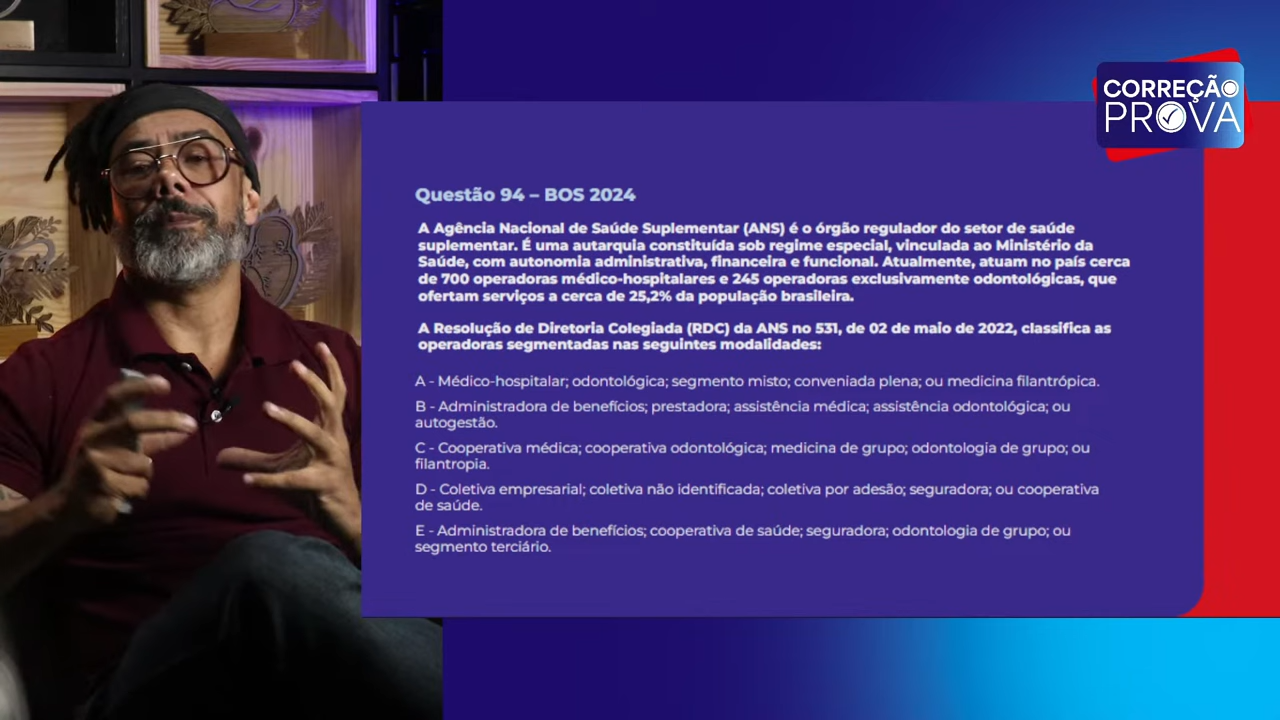 CORREÇÃO
PROVA
Questão 94 – BOS 2024
A Agência Nacional de Saúde Suplementar (ANS) é o órgão regulador do setor de saúde
suplementar. É uma autarquia constituída sob regime especial, vinculada ao Ministério da
Saúde, com autonomia administrativa, financeira e funcional. Atualmente, atuam no país cerca
de 700 operadoras médico-hospitalares e 245 operadoras exclusivamente odontológicas, que
ofertam serviços a cerca de 25,2% da população brasileira.
A Resolução de Diretoria Colegiada (RDC) da ANS no 531, de 02 de maio de 2022, classifica as
operadoras segmentadas nas seguintes modalidades:
A - Médico-hospitalar; odontológica; segmento misto; conveniada plena; ou medicina filantrópica.
B - Administradora de benefícios; prestadora; assistência médica; assistência odontológica; ou
autogestão.
C - Cooperativa médica; cooperativa odontológica; medicina de grupo; odontologia de grupo; ou
filantropia.
D - Coletiva empresarial; coletiva não identificada; coletiva por adesão; seguradora; ou cooperativa
de saúde.
E - Administradora de benefícios; cooperativa de saúde; seguradora; odontologia de grupo; ou
segmento terciário.